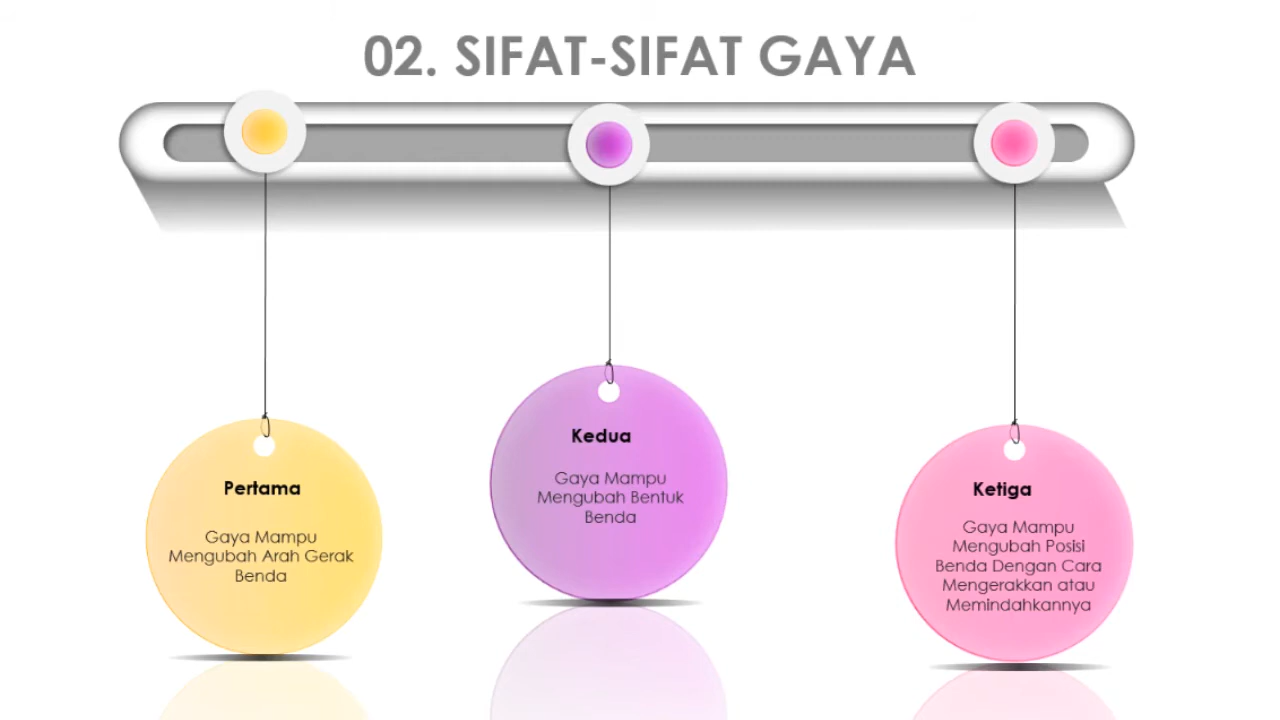 02. SIFAT-SIFAT GAYA
Pertama
Gaya Mampu
Mengubah Arah Gerak
Benda
Kedua
Gaya Mampu
Mengubah Bentuk
Benda
Ketiga
Gaya Mampu
Mengubah Posisi
Benda Dengan Cara
Mengerakkan atau
Memindahkannya